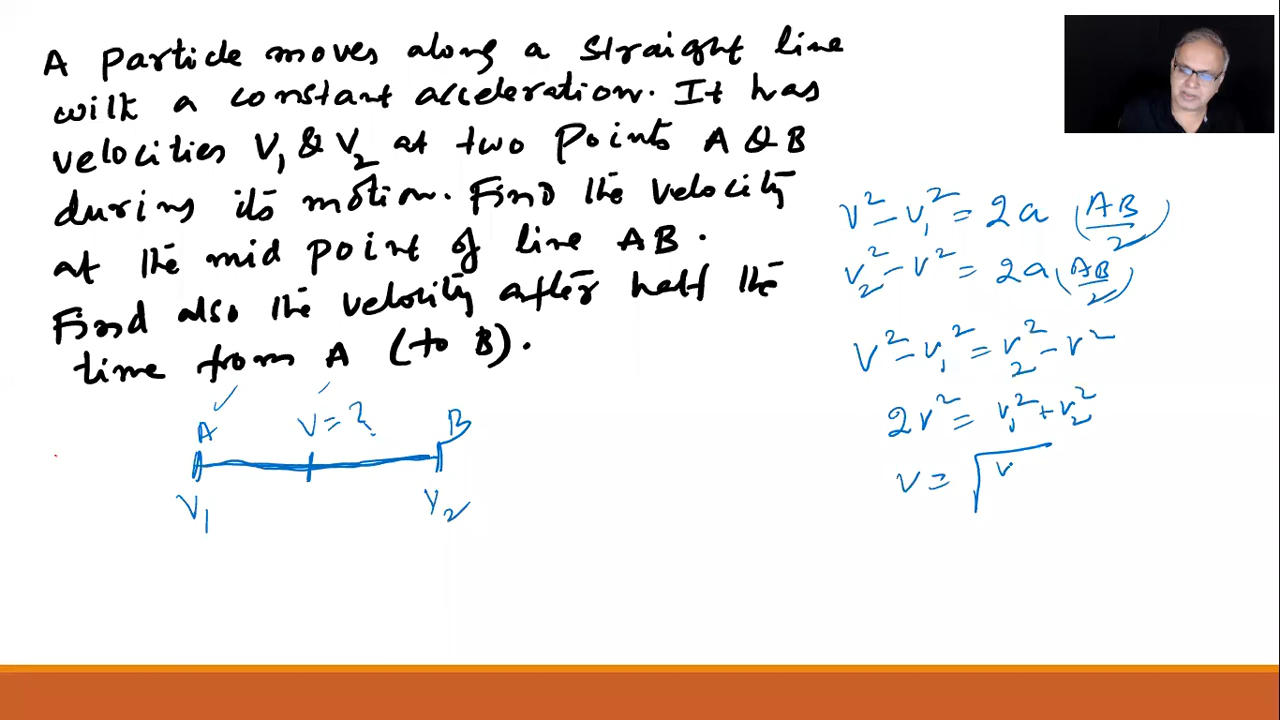 A particle moves along a straight line
with a constant acceleration. It has
velocities V₁ & V₂ at two points A & B
during its motion. Find the velocity
at the mid point of line AB.
Find also the velocity after half the
time from A (to B).
v² - v₁² = 2a (AB/2)
v₂² - v² = 2a (AB/2)
v² - v₁² = v₂² - v²
2v² = v₁² + v₂²
v = √v
A V = ? B
V₁ V₂